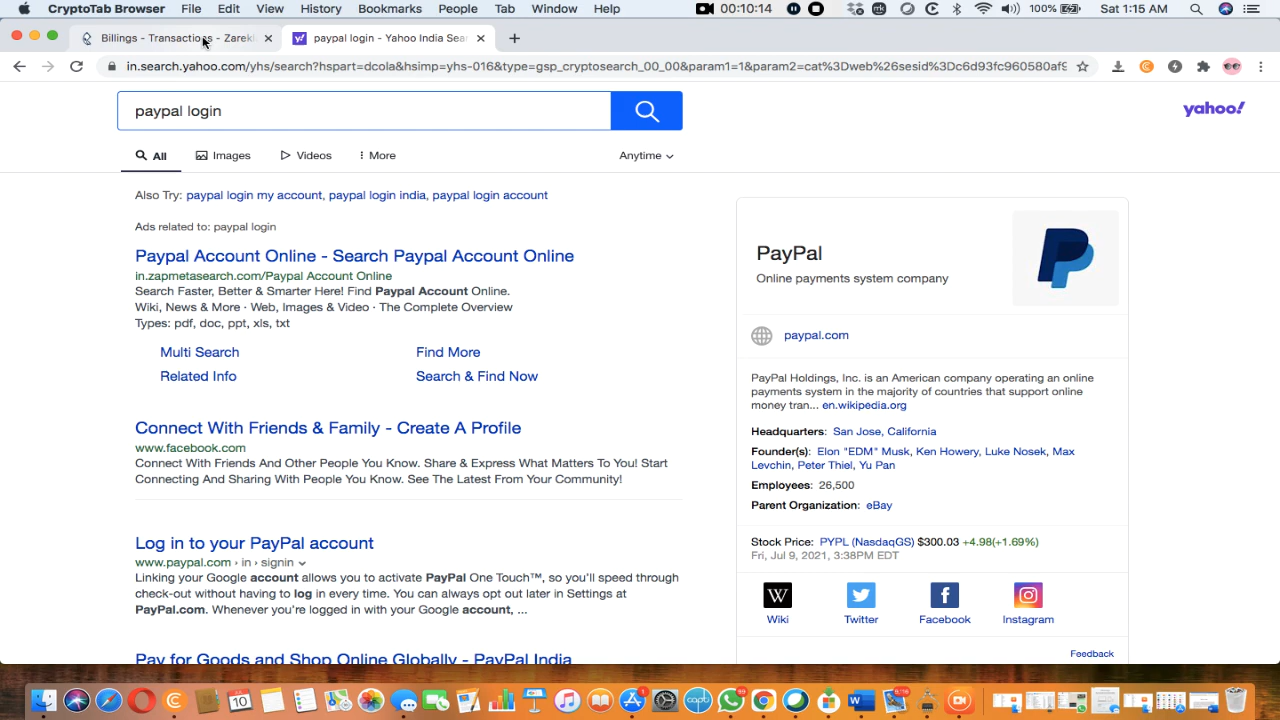 CryptoTab Browser File Edit View History Bookmarks People Tab Window Help 00:10:14 100% Sat 1:15 AM
Billings - Transactions - Zarekl
paypal login - Yahoo India Sear
in.search.yahoo.com/yhs/search?hspart=dcola&hsimp=yhs-016&type=gsp_cryptosearch_00_00&param1=1&param2=cat%3Dweb%26sesid%3Dc6d93fc960580af9
paypal login
yahoo!
All Images Videos More Anytime
Also Try: paypal login my account, paypal login india, paypal login account
Ads related to: paypal login
Paypal Account Online - Search Paypal Account Online
in.zapmetasearch.com/Paypal Account Online
Search Faster, Better & Smarter Here! Find Paypal Account Online.
Wiki, News & More · Web, Images & Video · The Complete Overview
Types: pdf, doc, ppt, xls, txt
Multi Search Find More
Related Info Search & Find Now
Connect With Friends & Family - Create A Profile
www.facebook.com
Connect With Friends And Other People You Know. Share & Express What Matters To You! Start
Connecting And Sharing With People You Know. See The Latest From Your Community!
Log in to your PayPal account
www.paypal.com › in › signin
Linking your Google account allows you to activate PayPal One Touch™, so you'll speed through
check-out without having to log in every time. You can always opt out later in Settings at
PayPal.com. Whenever you're logged in with your Google account, ...
Pay for Goods and Shop Online Globally - PayPal India
PayPal
Online payments system company
paypal.com
PayPal Holdings, Inc. is an American company operating an online
payments system in the majority of countries that support online
money tran... en.wikipedia.org
Headquarters: San Jose, California
Founder(s): Elon "EDM" Musk, Ken Howery, Luke Nosek, Max
Levchin, Peter Thiel, Yu Pan
Employees: 26,500
Parent Organization: eBay
Stock Price: PYPL (NasdaqGS) $300.03 +4.98(+1.69%)
Fri, Jul 9, 2021, 3:38PM EDT
Wiki Twitter Facebook Instagram
Feedback